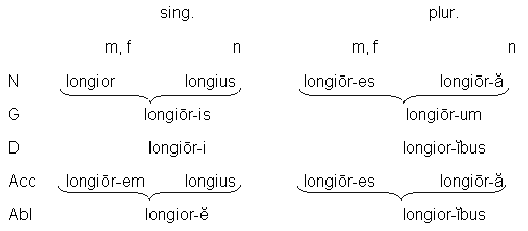 sing. plur.
m, f n m, f n
N longior longius longiōr-es longiōr-ă
G longiōr-is longiōr-um
D longiōr-i longior-ĭbus
Acc longiōr-em longius longiōr-es longiōr-ă
Abl longior-ĕ longior-ĭbus